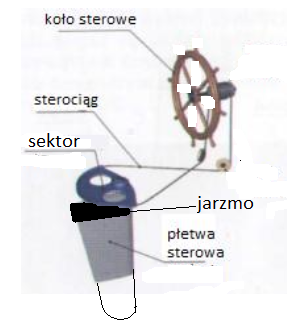 koło sterowe
sterociąg
sektor
jarzmo
płetwa
sterowa